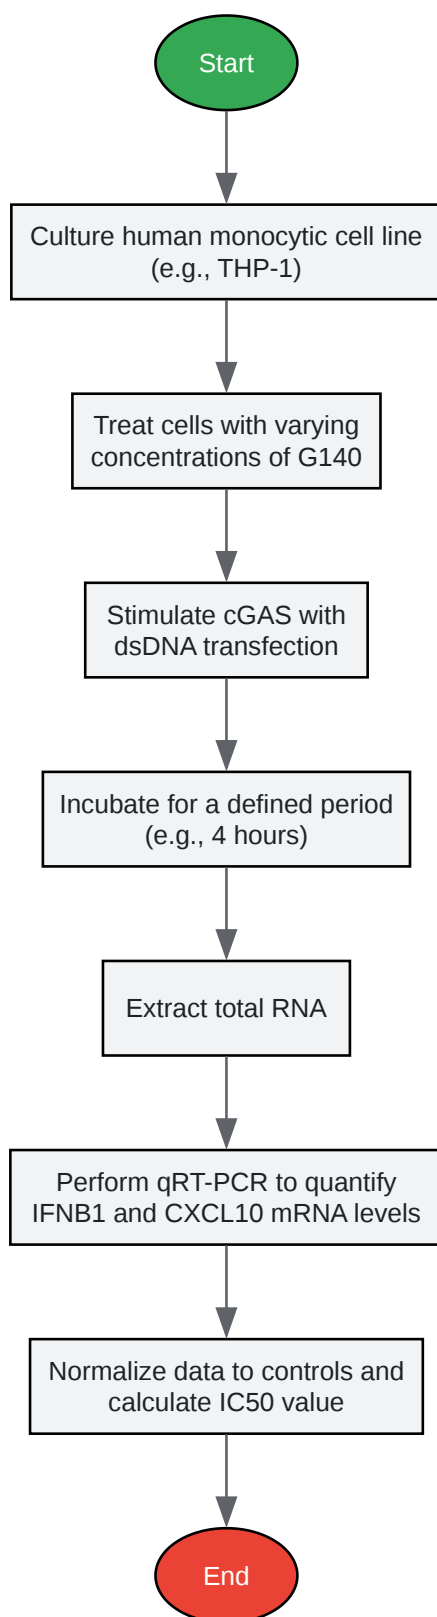 Start
Culture human monocytic cell line
(e.g., THP-1)
Treat cells with varying
concentrations of G140
Stimulate cGAS with
dsDNA transfection
Incubate for a defined period
(e.g., 4 hours)
Extract total RNA
Perform qRT-PCR to quantify
IFNB1 and CXCL10 mRNA levels
Normalize data to controls and
calculate IC50 value
End